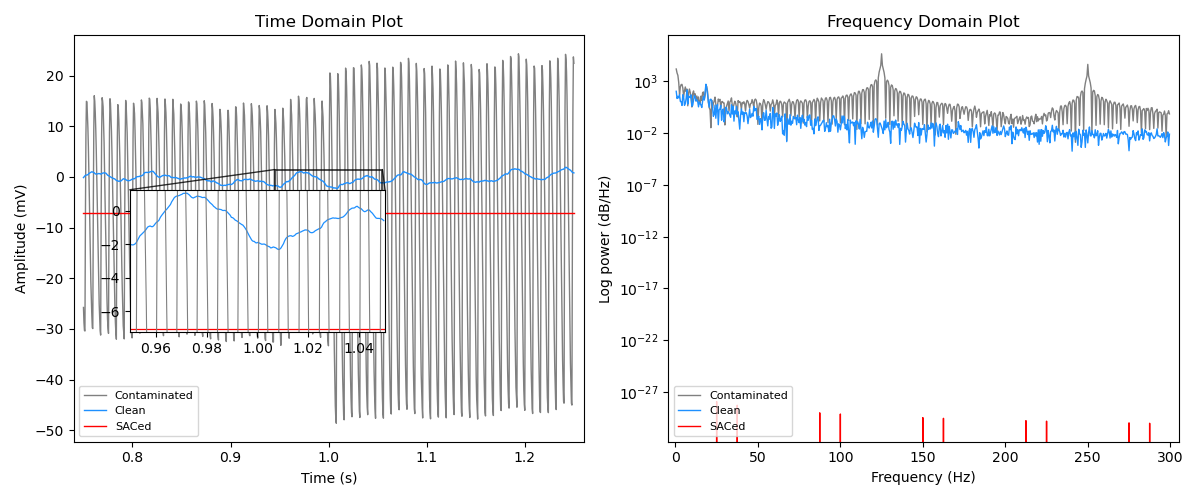 Time Domain Plot
Amplitude (mV)
20
10
0
−10
−20
−30
−40
−50
0
−2
−4
−6
0.96 0.98 1.00 1.02 1.04
Contaminated
Clean
SACed
0.8 0.9 1.0 1.1 1.2
Time (s)
Frequency Domain Plot
Log power (dB/Hz)
10^3
10^−2
10^−7
10^−12
10^−17
10^−22
10^−27
Contaminated
Clean
SACed
0 50 100 150 200 250 300
Frequency (Hz)